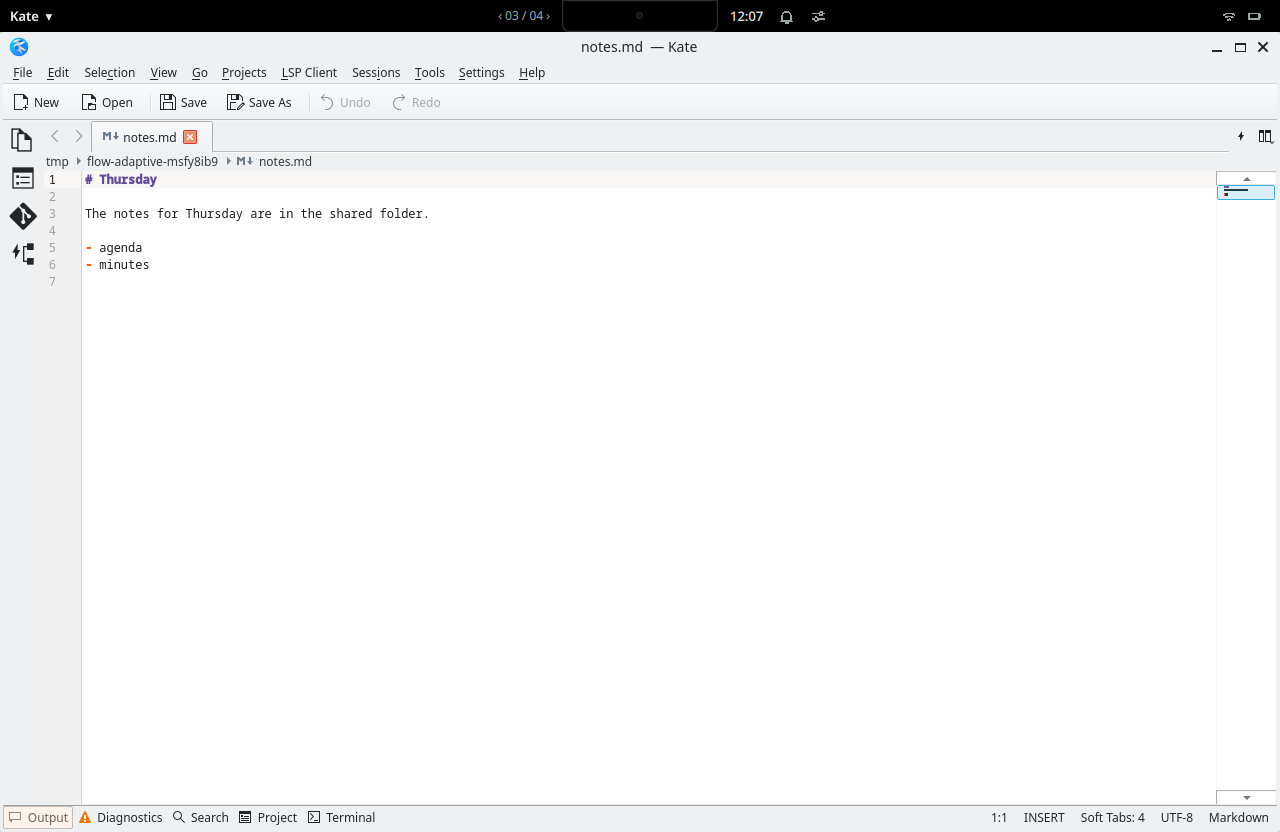 Kate ▾
‹ 03 / 04 ›
12:07
notes.md — Kate
File Edit Selection View Go Projects LSP Client Sessions Tools Settings Help
New Open Save Save As Undo Redo
notes.md
tmp flow-adaptive-msfy8ib9 notes.md
1 # Thursday
2
3 The notes for Thursday are in the shared folder.
4
5 - agenda
6 - minutes
7
Output Diagnostics Search Project Terminal 1:1 INSERT Soft Tabs: 4 UTF-8 Markdown